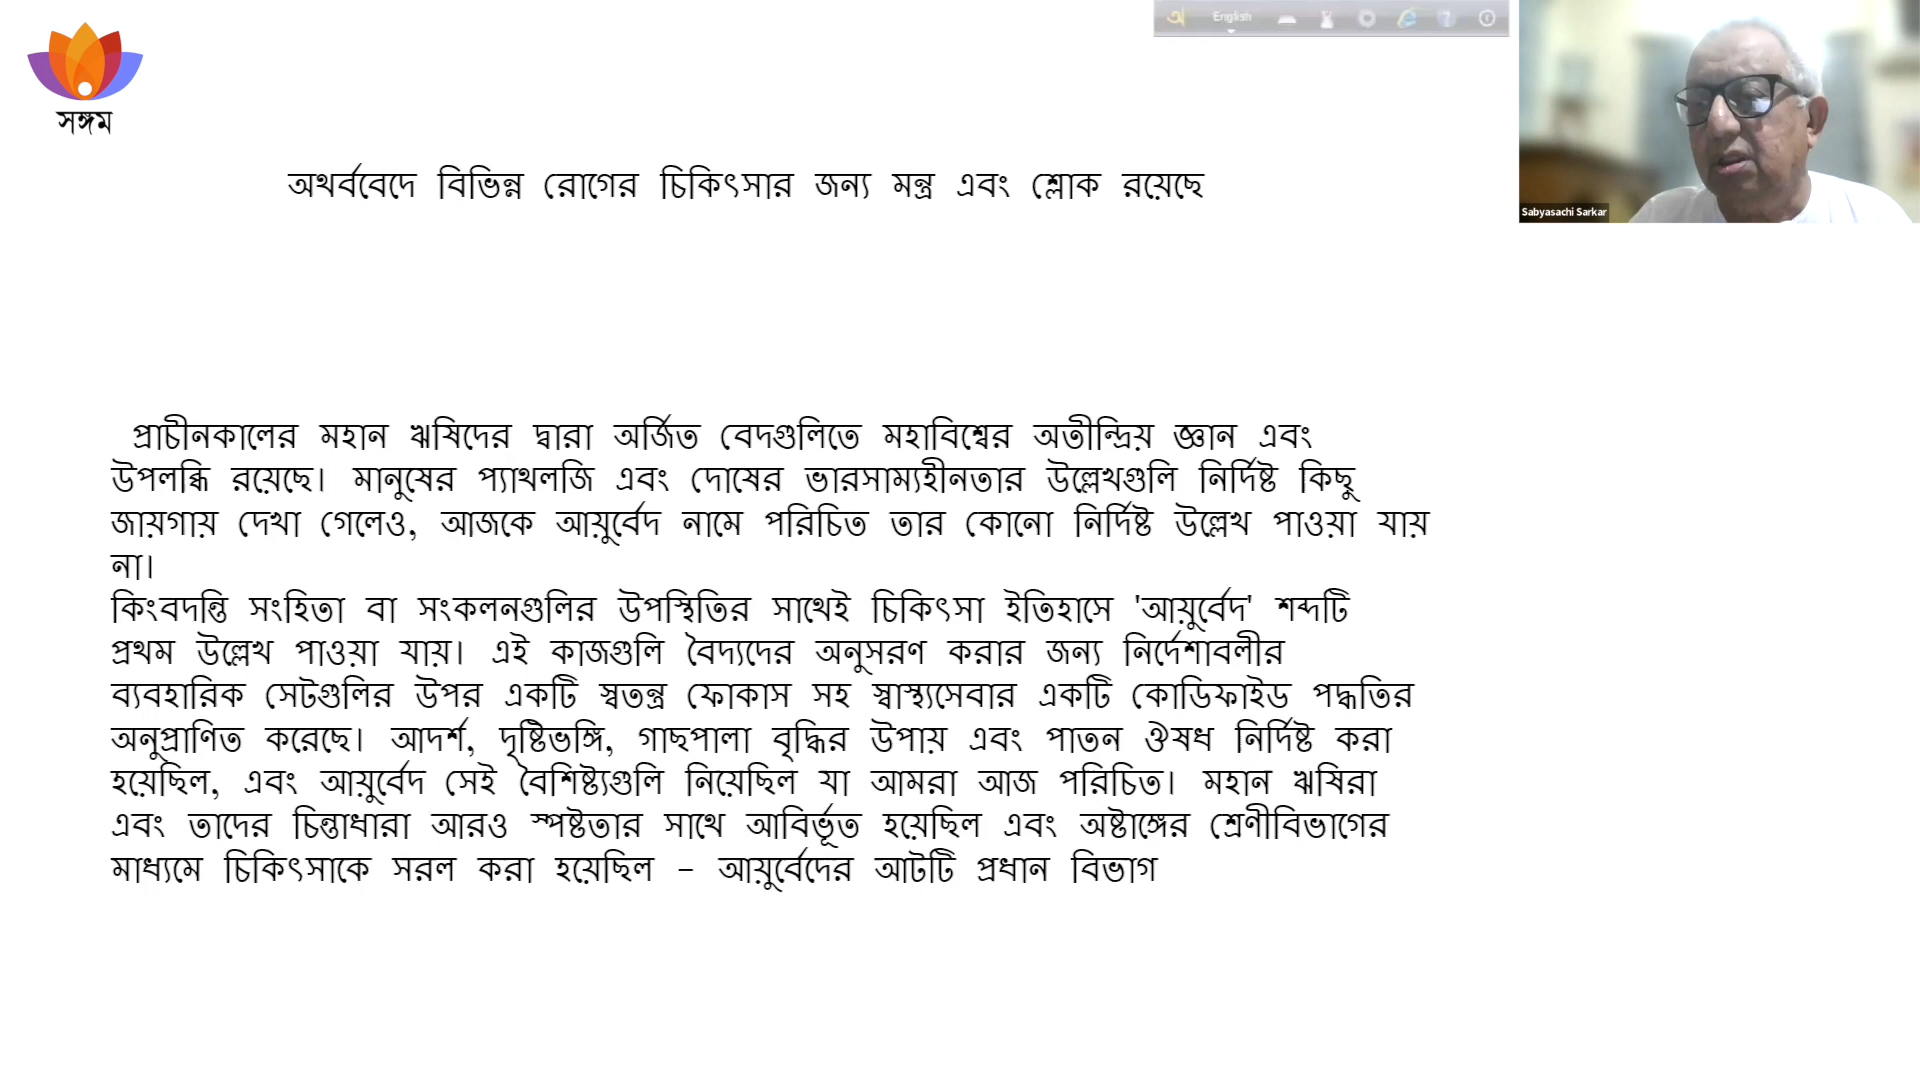 সঙ্গম
English
Sabyasachi Sarkar
অথর্ববেদে বিভিন্ন রোগের চিকিৎসার জন্য মন্ত্র এবং শ্লোক রয়েছে
প্রাচীনকালের মহান ঋষিদের দ্বারা অর্জিত বেদগুলিতে মহাবিশ্বের অতীন্দ্রিয় জ্ঞান এবং
উপলব্ধি রয়েছে। মানুষের প্যাথলজি এবং দোষের ভারসাম্যহীনতার উল্লেখগুলি নির্দিষ্ট কিছু
জায়গায় দেখা গেলেও, আজকে আয়ুর্বেদ নামে পরিচিত তার কোনো নির্দিষ্ট উল্লেখ পাওয়া যায়
না।
কিংবদন্তি সংহিতা বা সংকলনগুলির উপস্থিতির সাথেই চিকিৎসা ইতিহাসে 'আয়ুর্বেদ' শব্দটি
প্রথম উল্লেখ পাওয়া যায়। এই কাজগুলি বৈদ্যদের অনুসরণ করার জন্য নির্দেশাবলীর
ব্যবহারিক সেটগুলির উপর একটি স্বতন্ত্র ফোকাস সহ স্বাস্থ্যসেবার একটি কোডিফাইড পদ্ধতির
অনুপ্রাণিত করেছে। আদর্শ, দৃষ্টিভঙ্গি, গাছপালা বৃদ্ধির উপায় এবং পাতন ঔষধ নির্দিষ্ট করা
হয়েছিল, এবং আয়ুর্বেদ সেই বৈশিষ্ট্যগুলি নিয়েছিল যা আমরা আজ পরিচিত। মহান ঋষিরা
এবং তাদের চিন্তাধারা আরও স্পষ্টতার সাথে আবির্ভূত হয়েছিল এবং অষ্টাঙ্গের শ্রেণীবিভাগের
মাধ্যমে চিকিৎসাকে সরল করা হয়েছিল – আয়ুর্বেদের আটটি প্রধান বিভাগ